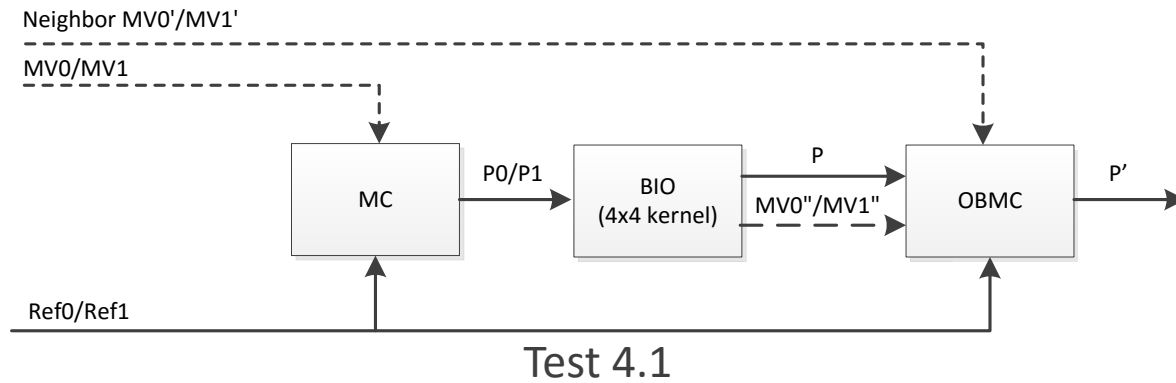 Neighbor MV0'/MV1'
MV0/MV1
MC
P0/P1
BIO
(4x4 kernel)
P
MV0"/MV1"
OBMC
P’
Ref0/Ref1
Test 4.1